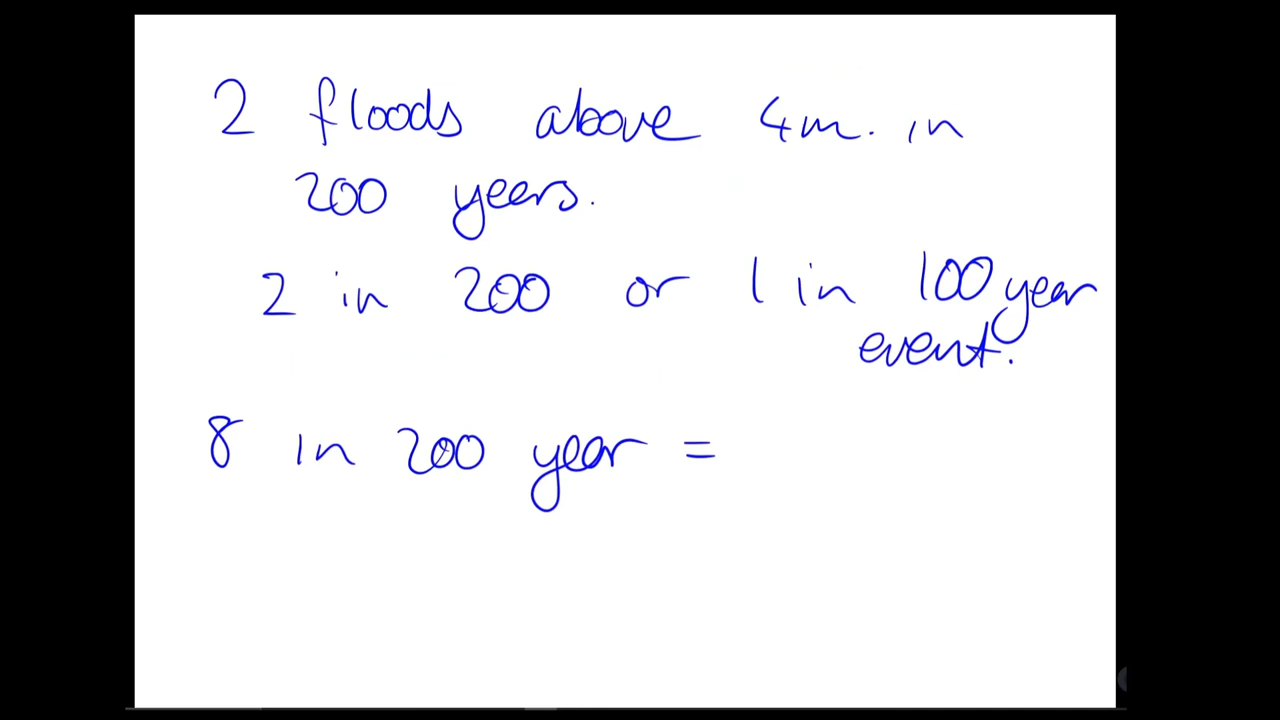 2 floods above 4m. in
200 years.
2 in 200 or 1 in 100 year
event.
8 in 200 year =